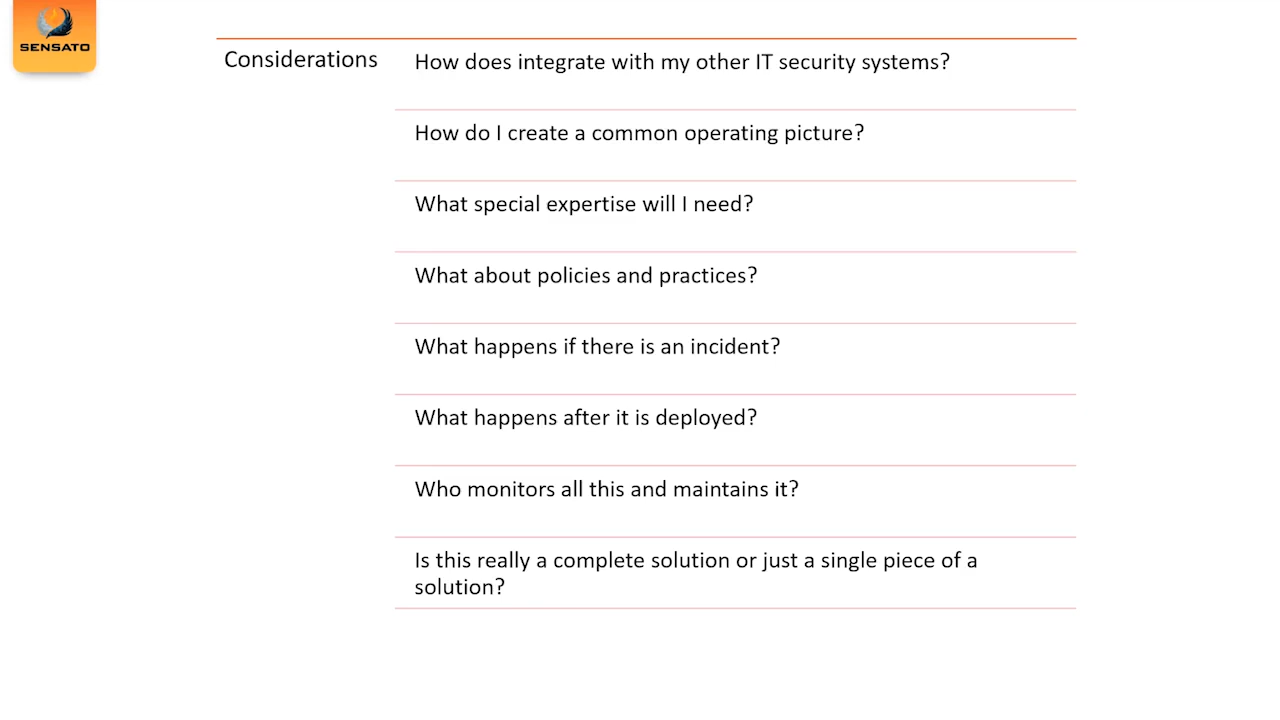 SENSATO
Considerations
How does integrate with my other IT security systems?
How do I create a common operating picture?
What special expertise will I need?
What about policies and practices?
What happens if there is an incident?
What happens after it is deployed?
Who monitors all this and maintains it?
Is this really a complete solution or just a single piece of a
solution?